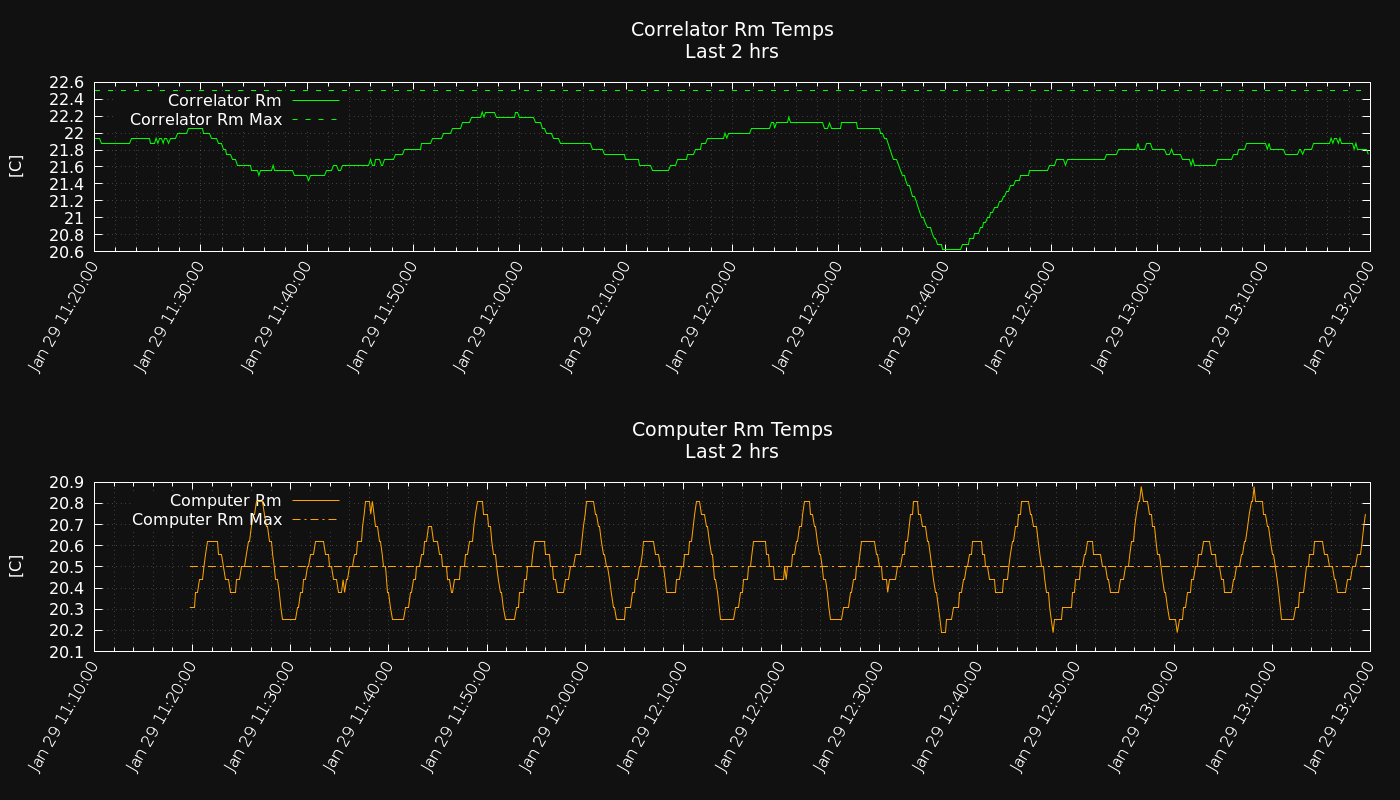 Correlator Rm Temps
Last 2 hrs
22.6
22.4
22.2
22
21.8
21.6
21.4
21.2
21
20.8
20.6
[C]
Correlator Rm
Correlator Rm Max
Jan 29 11:20:00
Jan 29 11:30:00
Jan 29 11:40:00
Jan 29 11:50:00
Jan 29 12:00:00
Jan 29 12:10:00
Jan 29 12:20:00
Jan 29 12:30:00
Jan 29 12:40:00
Jan 29 12:50:00
Jan 29 13:00:00
Jan 29 13:10:00
Jan 29 13:20:00
Computer Rm Temps
Last 2 hrs
20.9
20.8
20.7
20.6
20.5
20.4
20.3
20.2
20.1
[C]
Computer Rm
Computer Rm Max
Jan 29 11:10:00
Jan 29 11:20:00
Jan 29 11:30:00
Jan 29 11:40:00
Jan 29 11:50:00
Jan 29 12:00:00
Jan 29 12:10:00
Jan 29 12:20:00
Jan 29 12:30:00
Jan 29 12:40:00
Jan 29 12:50:00
Jan 29 13:00:00
Jan 29 13:10:00
Jan 29 13:20:00